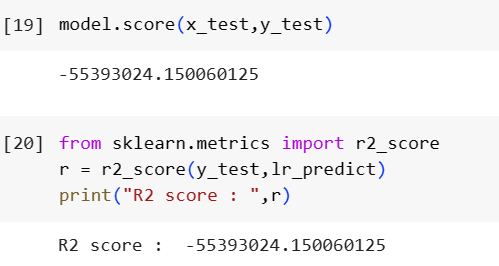 [19] model.score(x_test,y_test)
-55393024.150060125
[20] from sklearn.metrics import r2_score
r = r2_score(y_test,lr_predict)
print("R2 score : ",r)
R2 score :  -55393024.150060125